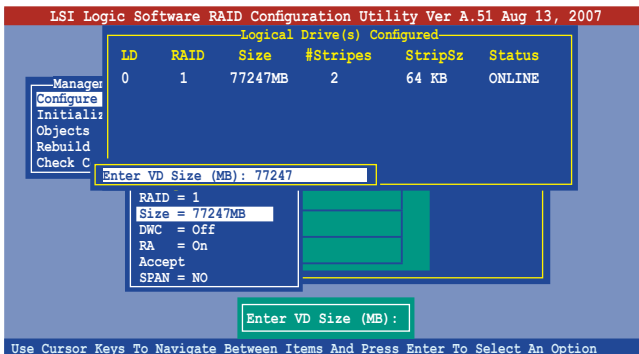 LSI Logic Software RAID Configuration Utility Ver A.51 Aug 13, 2007
Logical Drive(s) Configured
LD RAID Size #Stripes StripSz Status
0 1 77247MB 2 64 KB ONLINE
Manager
Configure
Initializ
Objects
Rebuild
Check C
Enter VD Size (MB): 77247
RAID = 1
Size = 77247MB
DWC = Off
RA = On
Accept
SPAN = NO
Enter VD Size (MB):
Use Cursor Keys To Navigate Between Items And Press Enter To Select An Option